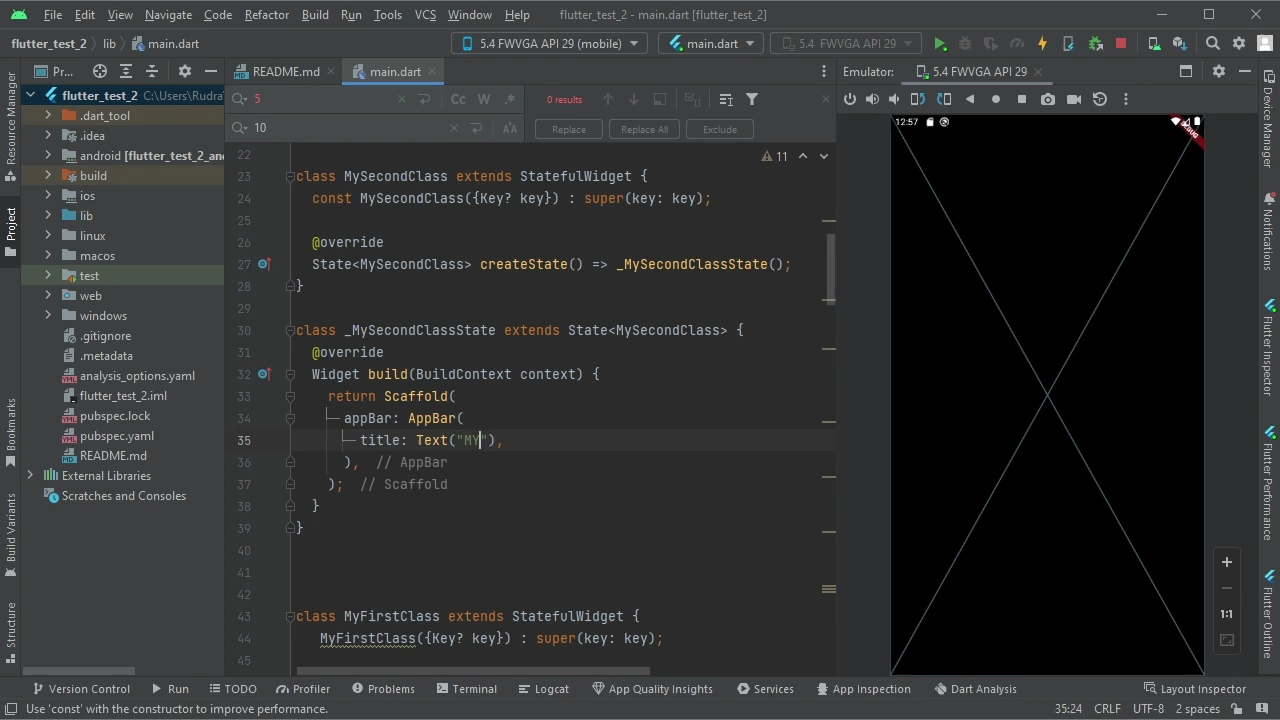 File Edit View Navigate Code Refactor Build Run Tools VCS Window Help flutter_test_2 - main.dart [flutter_test_2]
flutter_test_2 lib main.dart 5.4 FWVGA API 29 (mobile) main.dart 5.4 FWVGA API 29
Pr... README.md main.dart Emulator: 5.4 FWVGA API 29
flutter_test_2 C:\Users\Rudra
.dart_tool
.idea
android [flutter_test_2_an
build
ios
lib
linux
macos
test
web
windows
.gitignore
.metadata
analysis_options.yaml
flutter_test_2.iml
pubspec.lock
pubspec.yaml
README.md
External Libraries
Scratches and Consoles
5 Cc W .* 0 results
10 Replace Replace All Exclude
11
22
23 class MySecondClass extends StatefulWidget {
24 const MySecondClass({Key? key}) : super(key: key);
25
26 @override
27 State<MySecondClass> createState() => _MySecondClassState();
28 }
29
30 class _MySecondClassState extends State<MySecondClass> {
31 @override
32 Widget build(BuildContext context) {
33 return Scaffold(
34 appBar: AppBar(
35 title: Text("MY"),
36 ), // AppBar
37 ); // Scaffold
38 }
39 }
40
41
42
43 class MyFirstClass extends StatefulWidget {
44 MyFirstClass({Key? key}) : super(key: key);
45
12:57
DEBUG
1:1
Resource Manager
Project
Bookmarks
Build Variants
Structure
Device Manager
Notifications
Flutter Inspector
Flutter Performance
Flutter Outline
Version Control Run TODO Profiler Problems Terminal Logcat App Quality Insights Services App Inspection Dart Analysis Layout Inspector
Use 'const' with the constructor to improve performance. 35:24 CRLF UTF-8 2 spaces